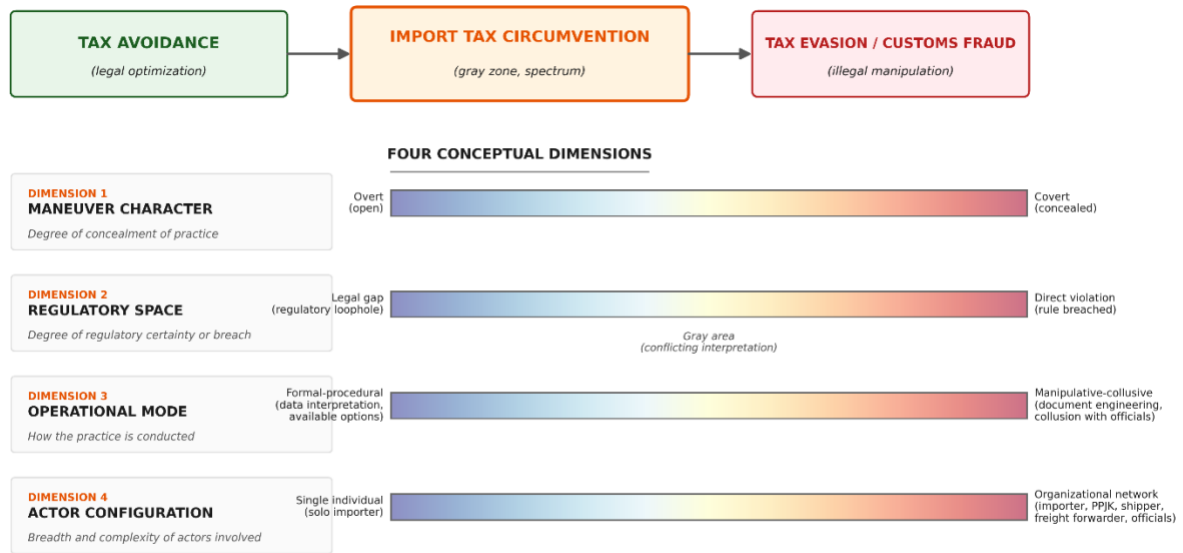 TAX AVOIDANCE
(legal optimization)
IMPORT TAX CIRCUMVENTION
(gray zone, spectrum)
TAX EVASION / CUSTOMS FRAUD
(illegal manipulation)
FOUR CONCEPTUAL DIMENSIONS
DIMENSION 1
MANEUVER CHARACTER
Degree of concealment of practice
Overt
(open)
Covert
(concealed)
DIMENSION 2
REGULATORY SPACE
Degree of regulatory certainty or breach
Legal gap
(regulatory loophole)
Gray area
(conflicting interpretation)
Direct violation
(rule breached)
DIMENSION 3
OPERATIONAL MODE
How the practice is conducted
Formal-procedural
(data interpretation,
available options)
Manipulative-collusive
(document engineering,
collusion with officials)
DIMENSION 4
ACTOR CONFIGURATION
Breadth and complexity of actors involved
Single individual
(solo importer)
Organizational network
(importer, PPJK, shipper,
freight forwarder, officials)